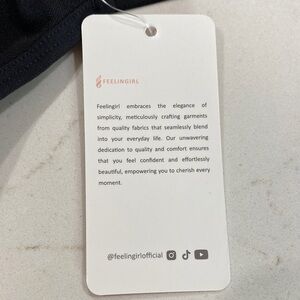 FEELINGIRL
Feelingirl embraces the elegance of
simplicity, meticulously crafting garments
from quality fabrics that seamlessly blend
into your everyday life. Our unwavering
dedication to quality and comfort ensures
that you feel confident and effortlessly
beautiful, empowering you to cherish every
moment.
@feelingirlofficial